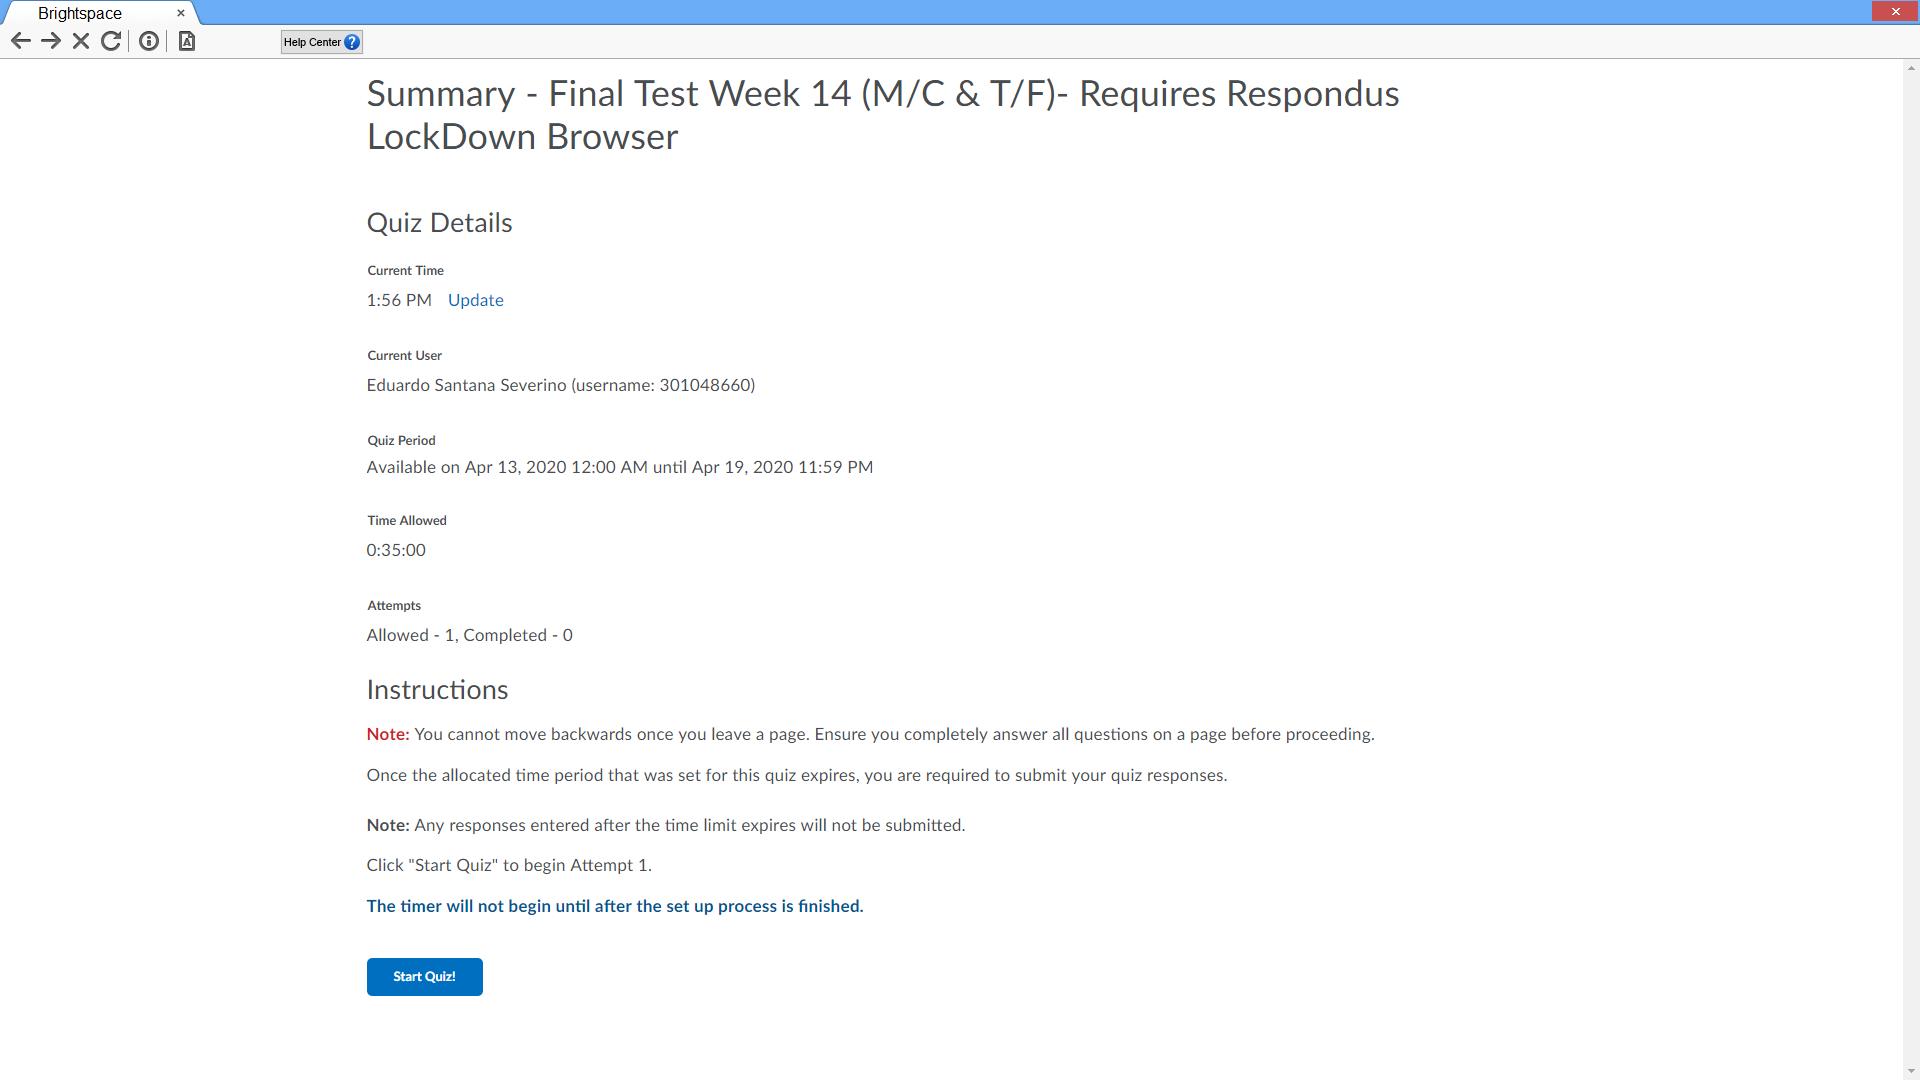 Brightspace
Help Center
Summary - Final Test Week 14 (M/C & T/F)- Requires Respondus
LockDown Browser
Quiz Details
Current Time
1:56 PM Update
Current User
Eduardo Santana Severino (username: 301048660)
Quiz Period
Available on Apr 13, 2020 12:00 AM until Apr 19, 2020 11:59 PM
Time Allowed
0:35:00
Attempts
Allowed - 1, Completed - 0
Instructions
Note: You cannot move backwards once you leave a page. Ensure you completely answer all questions on a page before proceeding.
Once the allocated time period that was set for this quiz expires, you are required to submit your quiz responses.
Note: Any responses entered after the time limit expires will not be submitted.
Click "Start Quiz" to begin Attempt 1.
The timer will not begin until after the set up process is finished.
Start Quiz!